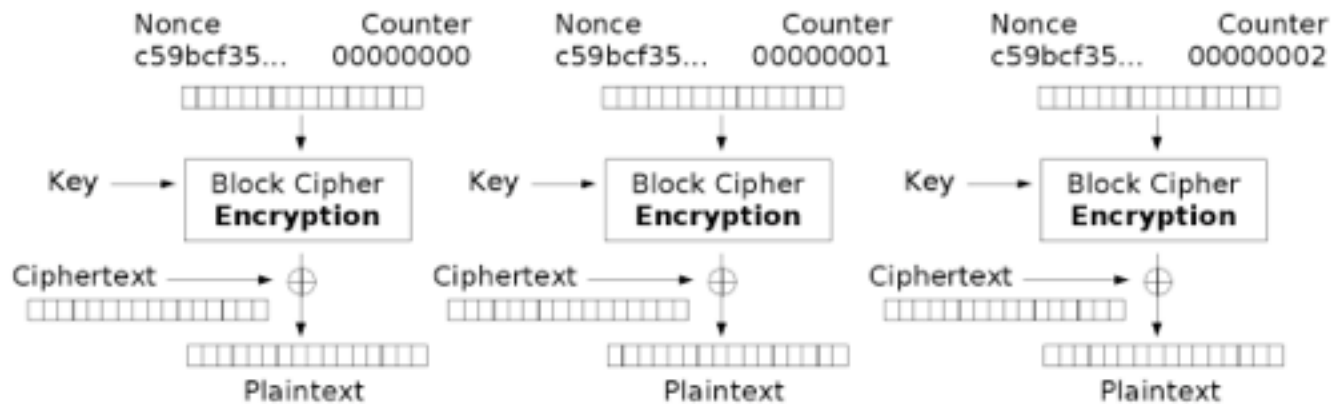 Nonce Counter Nonce Counter Nonce Counter
c59bcf35... 00000000 c59bcf35... 00000001 c59bcf35... 00000002
Key Block Cipher Key Block Cipher Key Block Cipher
Encryption Encryption Encryption
Ciphertext Ciphertext Ciphertext
Plaintext Plaintext Plaintext